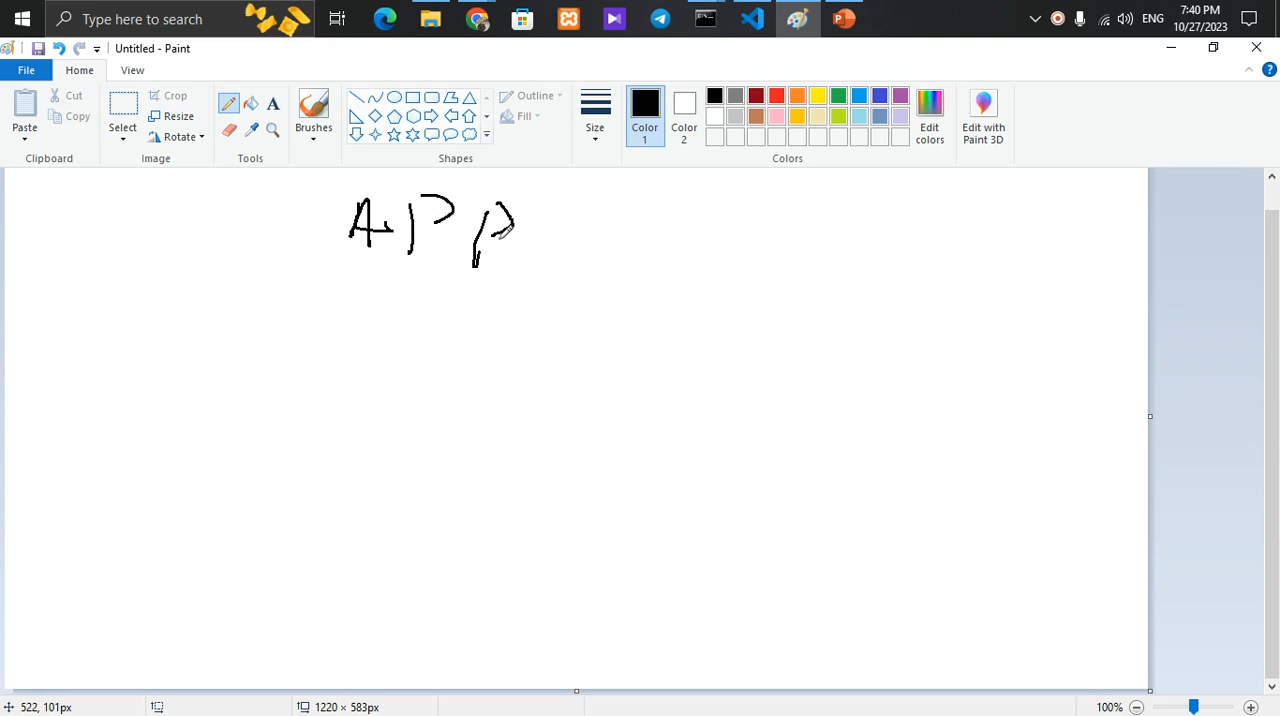 Type here to search
ENG
7:40 PM
10/27/2023
Untitled - Paint
File
Home
View
Paste
Cut
Copy
Clipboard
Select
Crop
Resize
Rotate
Image
A
Tools
Brushes
Shapes
Outline
Fill
Size
Color 1
Color 2
Edit colors
Colors
Edit with Paint 3D
APP
522, 101px
1220 × 583px
100%